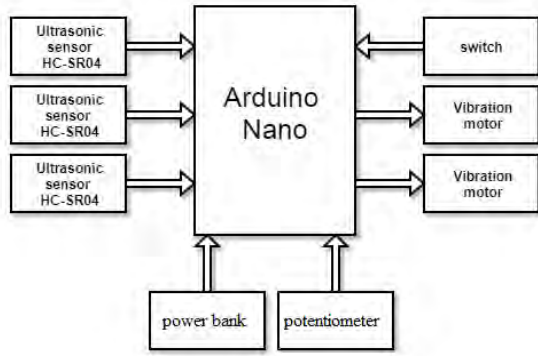 Ultrasonic
sensor
HC-SR04
Ultrasonic
sensor
HC-SR04
Ultrasonic
sensor
HC-SR04
Arduino
Nano
switch
Vibration
motor
Vibration
motor
power bank
potentiometer